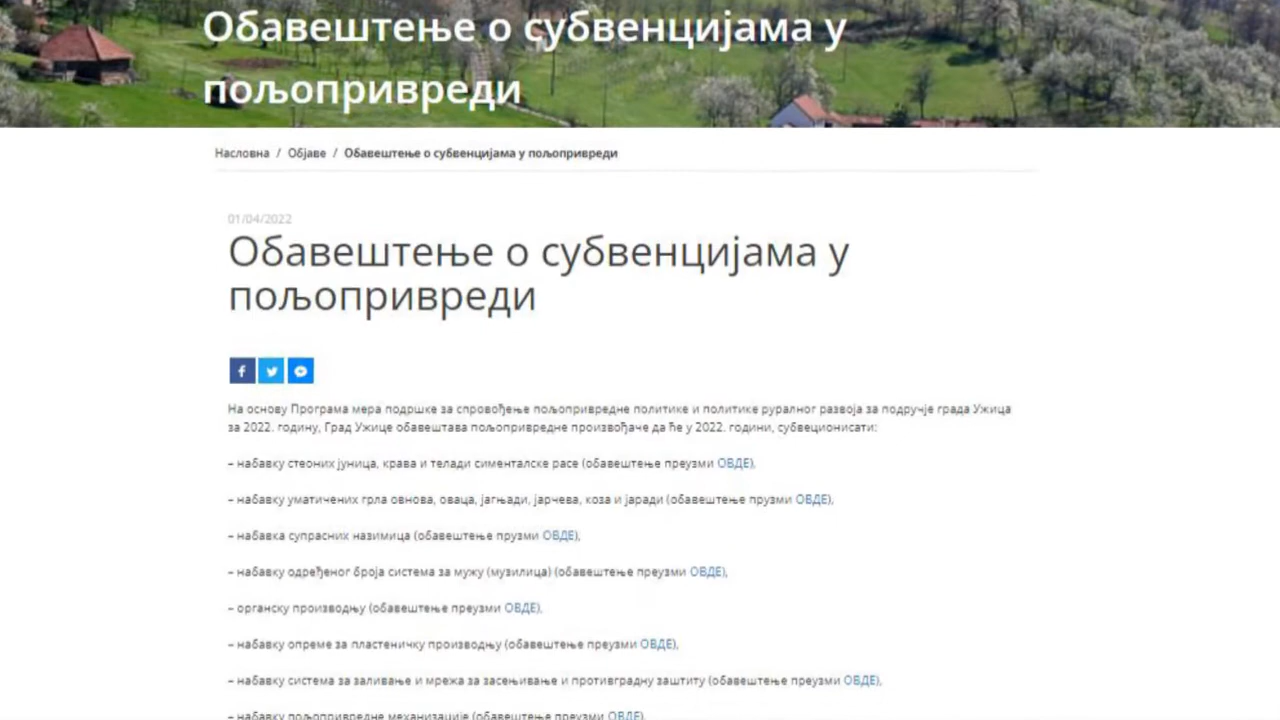 Обавештење о субвенцијама у
пољопривреди
Насловна / Објаве / Обавештење о субвенцијама у пољопривреди
01/04/2022
Обавештење о субвенцијама у
пољопривреди
На основу Програма мера подршке за спровођење пољопривредне политике и политике руралног развоја за подручје града Ужица
за 2022. годину, Град Ужице обавештава пољопривредне произвођаче да ће у 2022. години, субвеционисати:
– набавку стеоних јуница, крава и телади сименталске расе (обавештење преузми ОВДЕ),
– набавку уматичених грла овнова, оваца, јагњади, јарчева, коза и јаради (обавештење прузми ОВДЕ),
– набавка супрасних назимица (обавештење прузми ОВДЕ),
– набавку одређеног броја система за мужу (музилица) (обавештење преузми ОВДЕ),
– органску производњу (обавештење преузми ОВДЕ),
– набавку опреме за пластеничку производњу (обавештење преузми ОВДЕ),
– набавку система за заливање и мрежа за засењивање и противградну заштиту (обавештење преузми ОВДЕ),
– набавку пољопривредне механизације (обавештење преузми ОВДЕ),